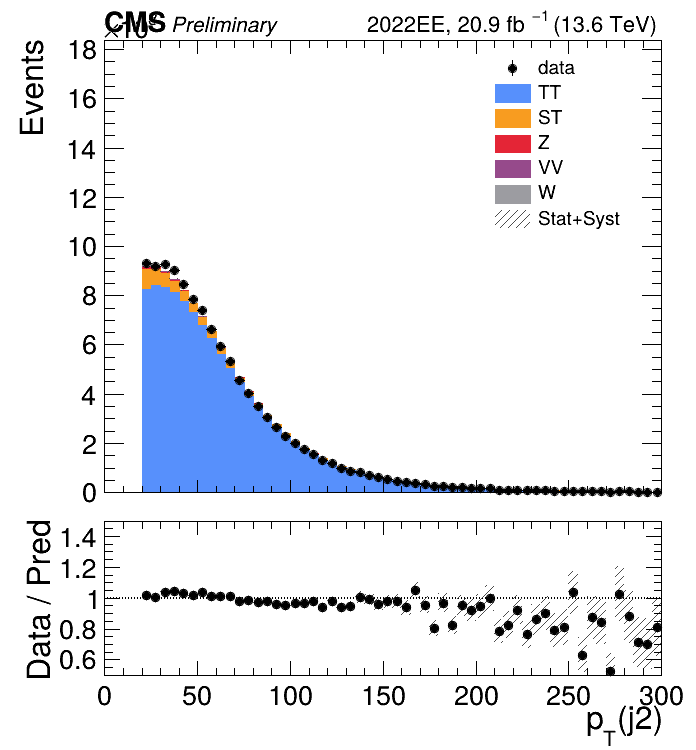 CMS Preliminary 2022EE, 20.9 fb⁻¹ (13.6 TeV)
Events
18
16
14
12
10
8
6
4
2
0
data
TT
ST
Z
VV
W
Stat+Syst
Data / Pred
1.4
1.2
1
0.8
0.6
0 50 100 150 200 250 300
p_T(j2)